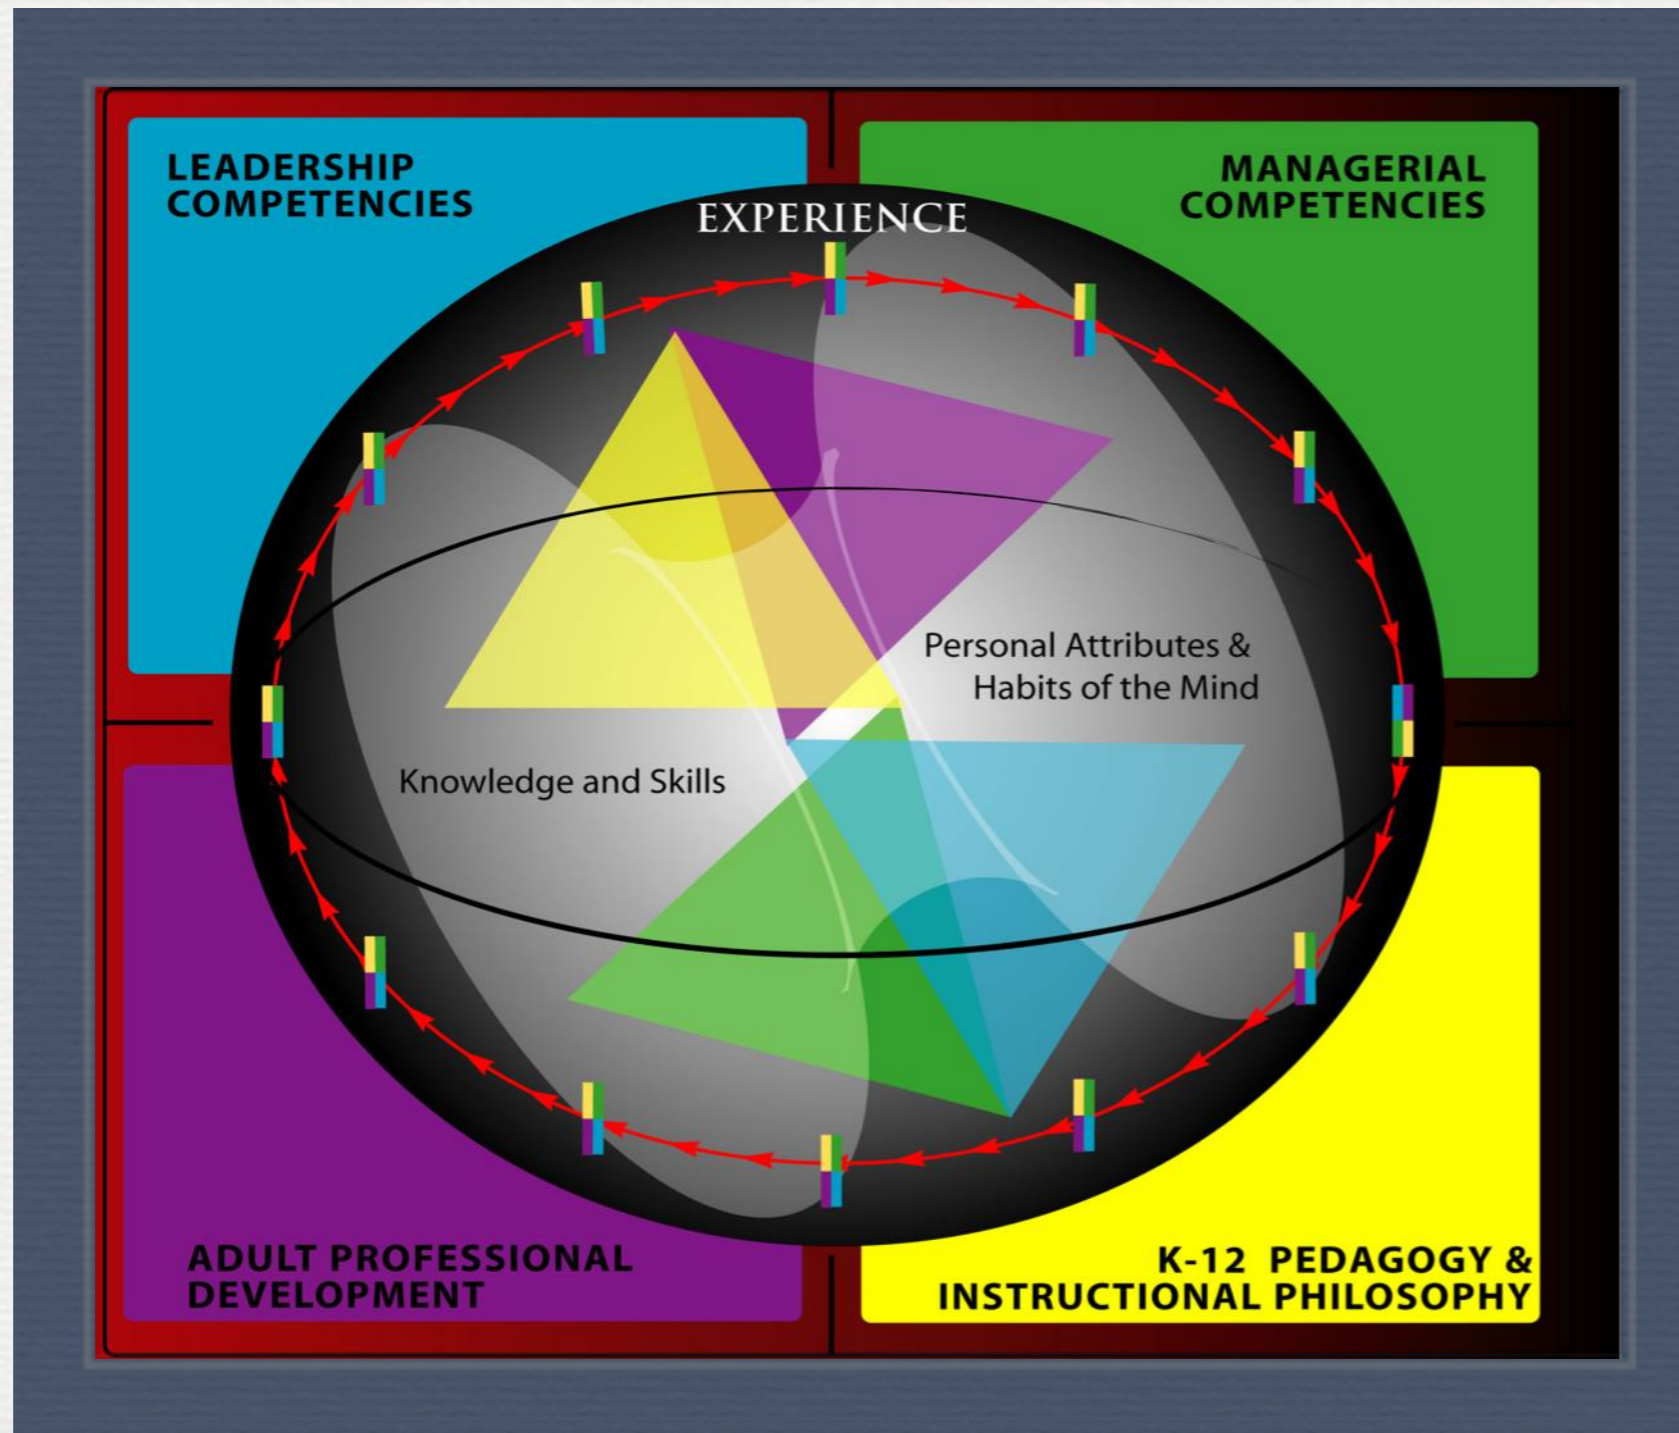 LEADERSHIP
COMPETENCIES
MANAGERIAL
COMPETENCIES
EXPERIENCE
Personal Attributes &
Habits of the Mind
Knowledge and Skills
ADULT PROFESSIONAL
DEVELOPMENT
K-12 PEDAGOGY &
INSTRUCTIONAL PHILOSOPHY